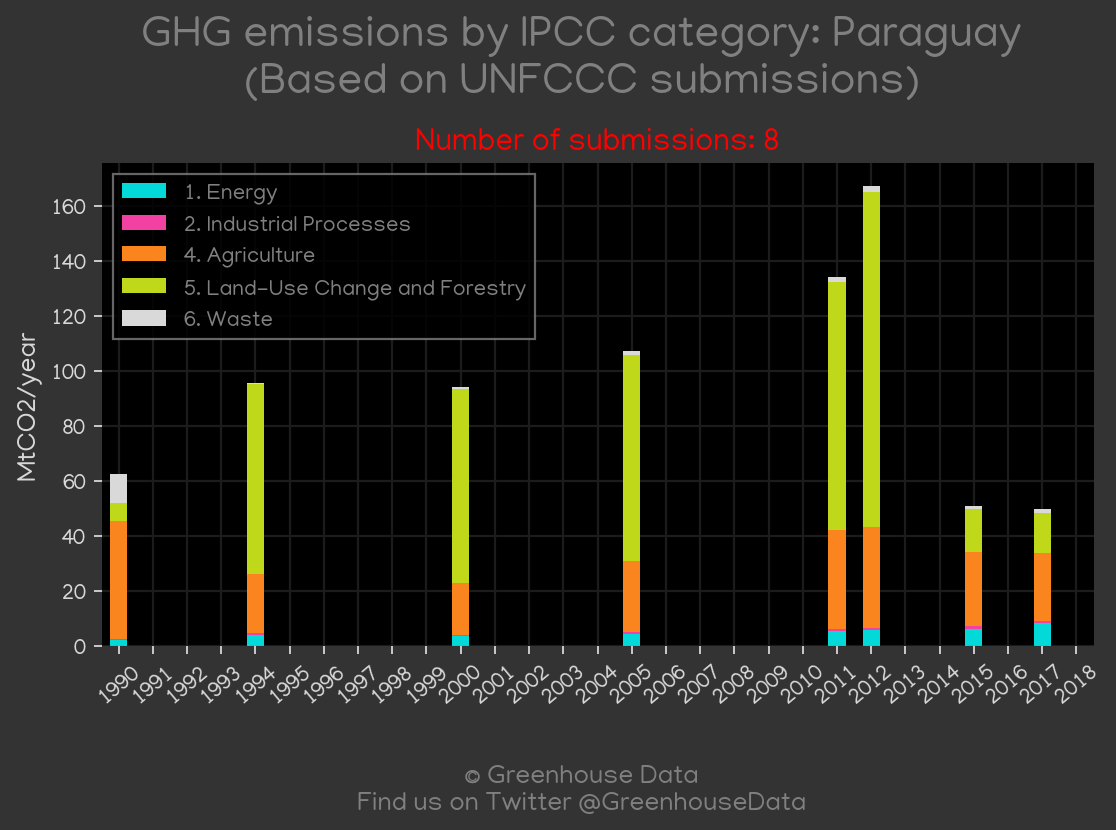 GHG emissions by IPCC category: Paraguay
(Based on UNFCCC submissions)
Number of submissions: 8
1. Energy
2. Industrial Processes
4. Agriculture
5. Land-Use Change and Forestry
6. Waste
MtCO2/year
160
140
120
100
80
60
40
20
0
1990 1991 1992 1993 1994 1995 1996 1997 1998 1999 2000 2001 2002 2003 2004 2005 2006 2007 2008 2009 2010 2011 2012 2013 2014 2015 2016 2017 2018
© Greenhouse Data
Find us on Twitter @GreenhouseData